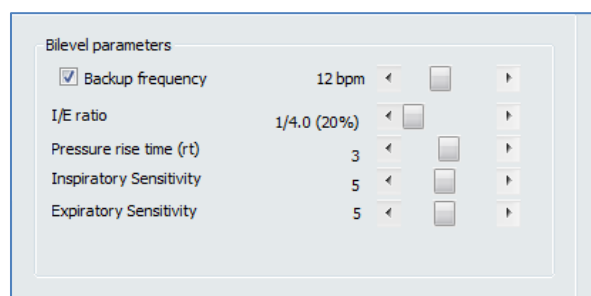 Bilevel parameters
Backup frequency 12 bpm
I/E ratio 1/4.0 (20%)
Pressure rise time (rt) 3
Inspiratory Sensitivity 5
Expiratory Sensitivity 5